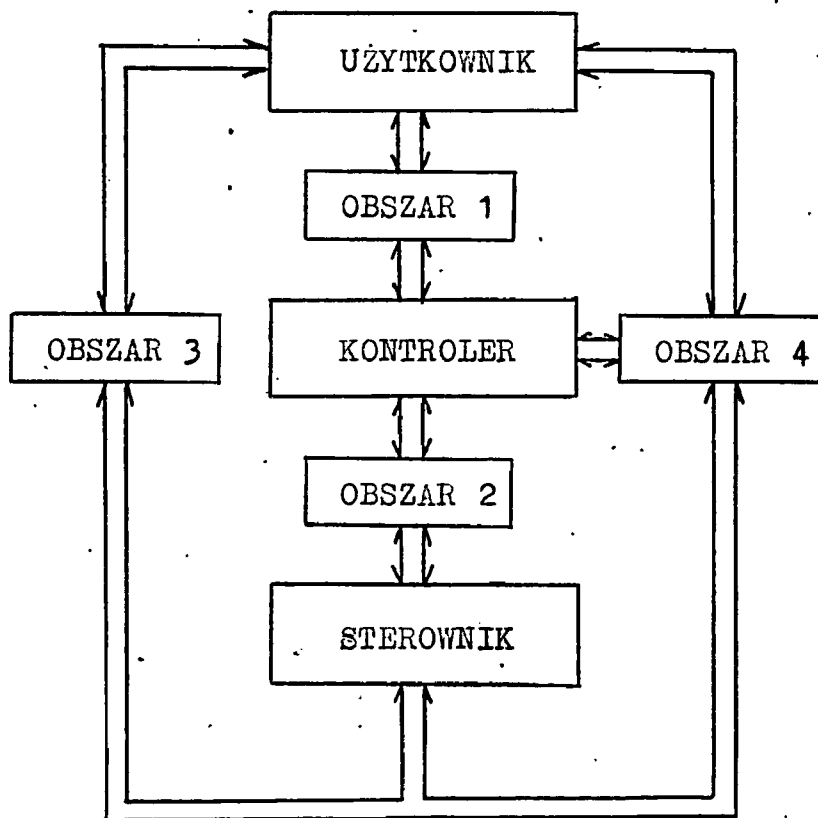 UŻYTKOWNIK
OBSZAR 1
OBSZAR 3
KONTROLER
OBSZAR 4
OBSZAR 2
STEROWNIK